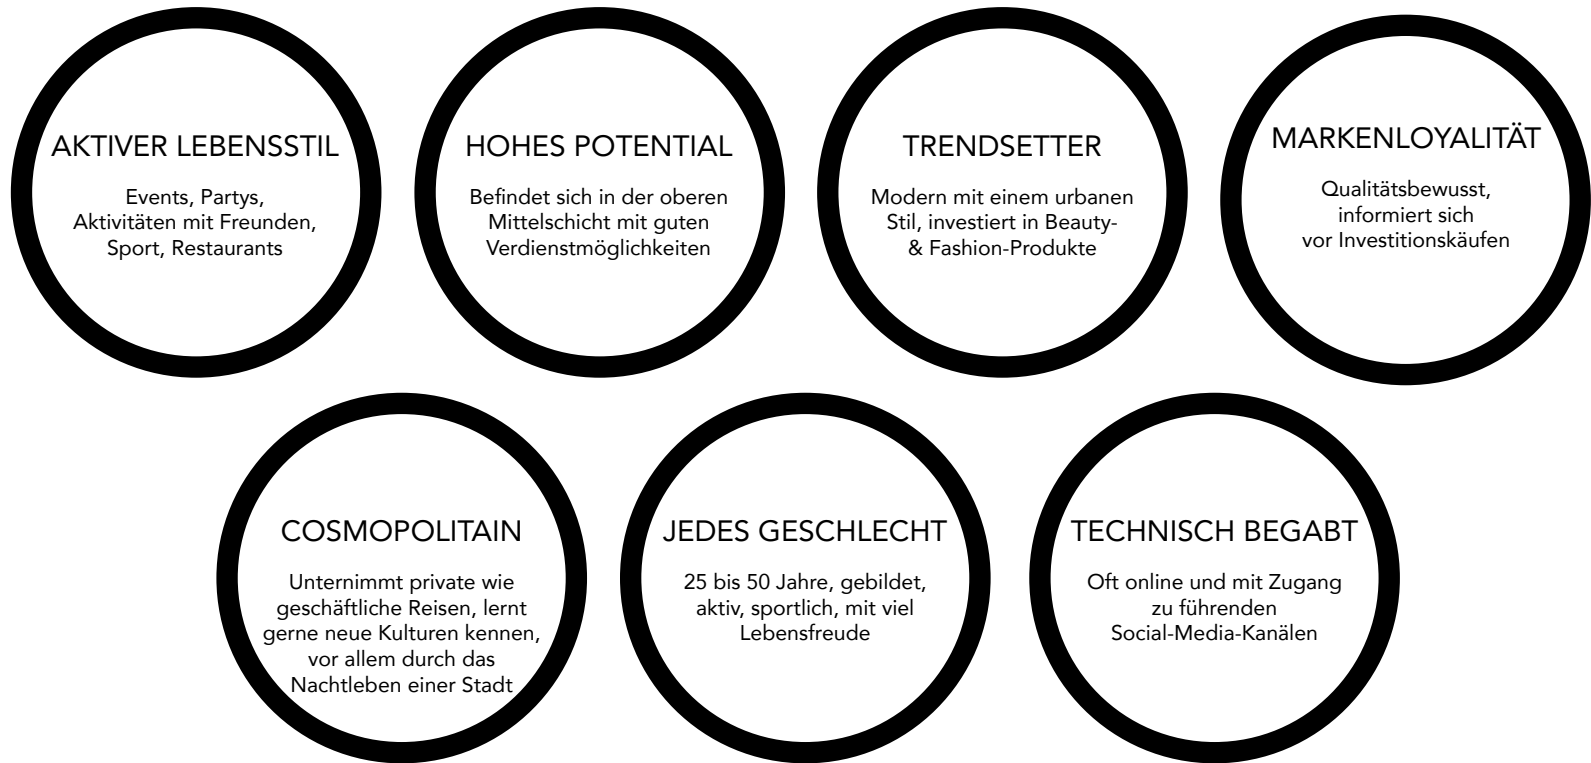 AKTIVER LEBENSSTIL
Events, Partys,
Aktivitäten mit Freunden,
Sport, Restaurants
HOHES POTENTIAL
Befindet sich in der oberen
Mittelschicht mit guten
Verdienstmöglichkeiten
TRENDSETTER
Modern mit einem urbanen
Stil, investiert in Beauty-
& Fashion-Produkte
MARKENLOYALITÄT
Qualitätsbewusst,
informiert sich
vor Investitionskäufen
COSMOPOLITAIN
Unternimmt private wie
geschäftliche Reisen, lernt
gerne neue Kulturen kennen,
vor allem durch das
Nachtleben einer Stadt
JEDES GESCHLECHT
25 bis 50 Jahre, gebildet,
aktiv, sportlich, mit viel
Lebensfreude
TECHNISCH BEGABT
Oft online und mit Zugang
zu führenden
Social-Media-Kanälen